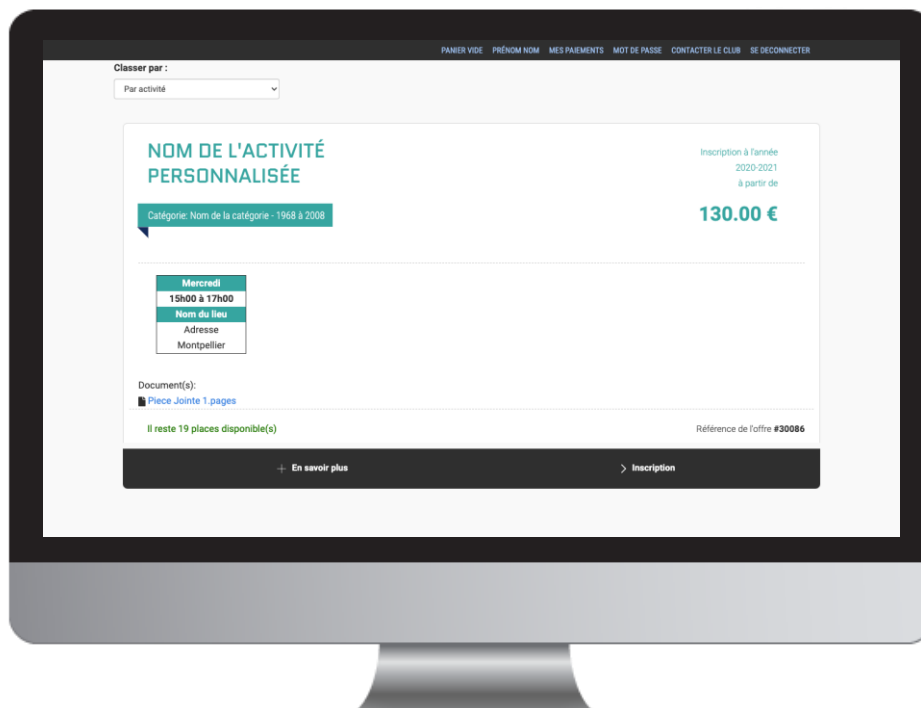 PANIER VIDE PRÉNOM NOM MES PAIEMENTS MOT DE PASSE CONTACTER LE CLUB SE DECONNECTER
Classer par :
Par activité
NOM DE L'ACTIVITÉ
PERSONNALISÉE
Inscription à l'année
2020-2021
à partir de
130.00 €
Catégorie: Nom de la catégorie - 1968 à 2008
Mercredi
15h00 à 17h00
Nom du lieu
Adresse
Montpellier
Document(s):
Piece Jointe 1.pages
Il reste 19 places disponible(s)
Référence de l'offre #30086
En savoir plus
Inscription